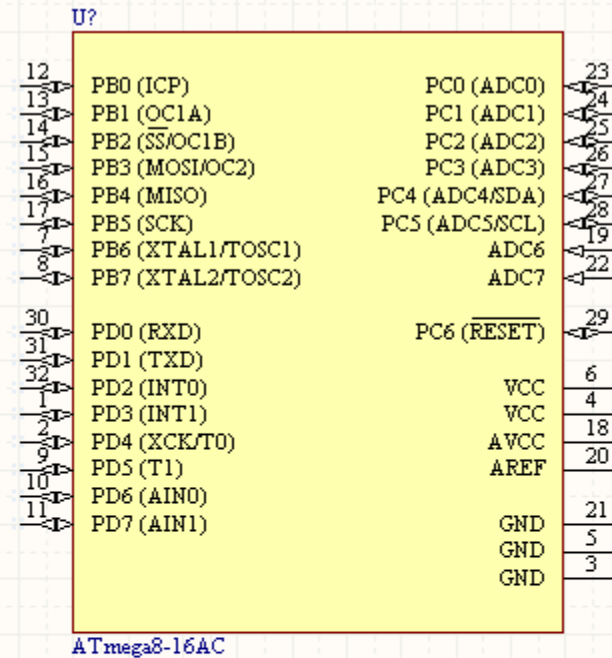 U?
12 PB0 (ICP) PC0 (ADC0) 23
13 PB1 (OC1A) PC1 (ADC1) 24
14 PB2 (SS/OC1B) PC2 (ADC2) 25
15 PB3 (MOSI/OC2) PC3 (ADC3) 26
16 PB4 (MISO) PC4 (ADC4/SDA) 27
17 PB5 (SCK) PC5 (ADC5/SCL) 28
7 PB6 (XTAL1/TOSC1) ADC6 19
8 PB7 (XTAL2/TOSC2) ADC7 22
30 PD0 (RXD) PC6 (RESET) 29
31 PD1 (TXD)
32 PD2 (INT0) VCC 6
1 PD3 (INT1) VCC 4
2 PD4 (XCK/T0) AVCC 18
9 PD5 (T1) AREF 20
10 PD6 (AIN0)
11 PD7 (AIN1) GND 21
GND 5
GND 3
ATmega8-16AC